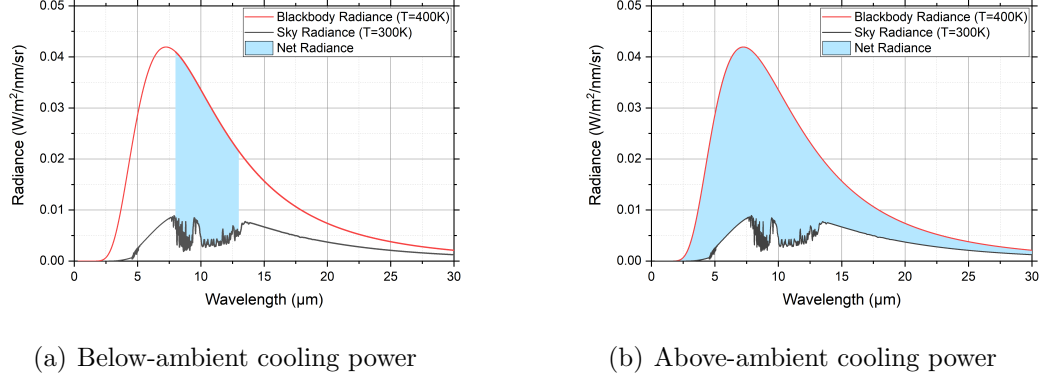 Blackbody Radiance (T=400K)
Sky Radiance (T=300K)
Net Radiance
0.05
0.04
0.03
0.02
0.01
0.00
Radiance (W/m²/nm/sr)
0 5 10 15 20 25 30
Wavelength (µm)
(a) Below-ambient cooling power
Blackbody Radiance (T=400K)
Sky Radiance (T=300K)
Net Radiance
0.05
0.04
0.03
0.02
0.01
0.00
Radiance (W/m²/nm/sr)
0 5 10 15 20 25 30
Wavelength (µm)
(b) Above-ambient cooling power